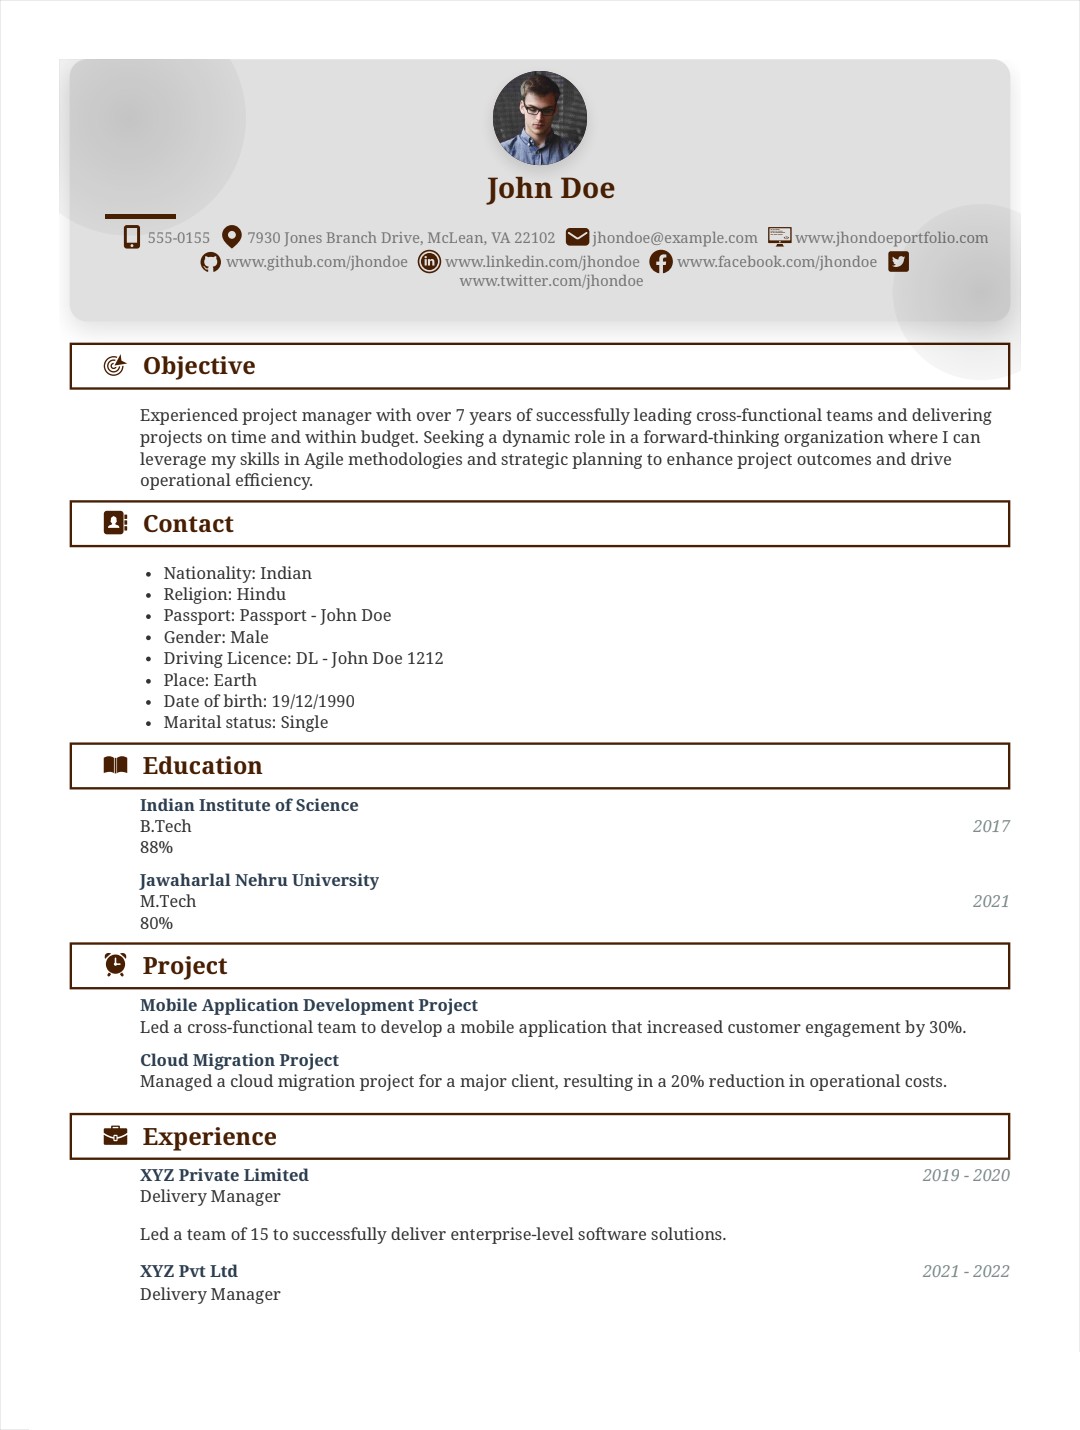 John Doe
555-0155 7930 Jones Branch Drive, McLean, VA 22102 jhondoe@example.com www.jhondoeportfolio.com
www.github.com/jhondoe www.linkedin.com/jhondoe www.facebook.com/jhondoe
www.twitter.com/jhondoe
Objective
Experienced project manager with over 7 years of successfully leading cross-functional teams and delivering
projects on time and within budget. Seeking a dynamic role in a forward-thinking organization where I can
leverage my skills in Agile methodologies and strategic planning to enhance project outcomes and drive
operational efficiency.
Contact
• Nationality: Indian
• Religion: Hindu
• Passport: Passport - John Doe
• Gender: Male
• Driving Licence: DL - John Doe 1212
• Place: Earth
• Date of birth: 19/12/1990
• Marital status: Single
Education
Indian Institute of Science
B.Tech 2017
88%
Jawaharlal Nehru University
M.Tech 2021
80%
Project
Mobile Application Development Project
Led a cross-functional team to develop a mobile application that increased customer engagement by 30%.
Cloud Migration Project
Managed a cloud migration project for a major client, resulting in a 20% reduction in operational costs.
Experience
XYZ Private Limited 2019 - 2020
Delivery Manager
Led a team of 15 to successfully deliver enterprise-level software solutions.
XYZ Pvt Ltd 2021 - 2022
Delivery Manager